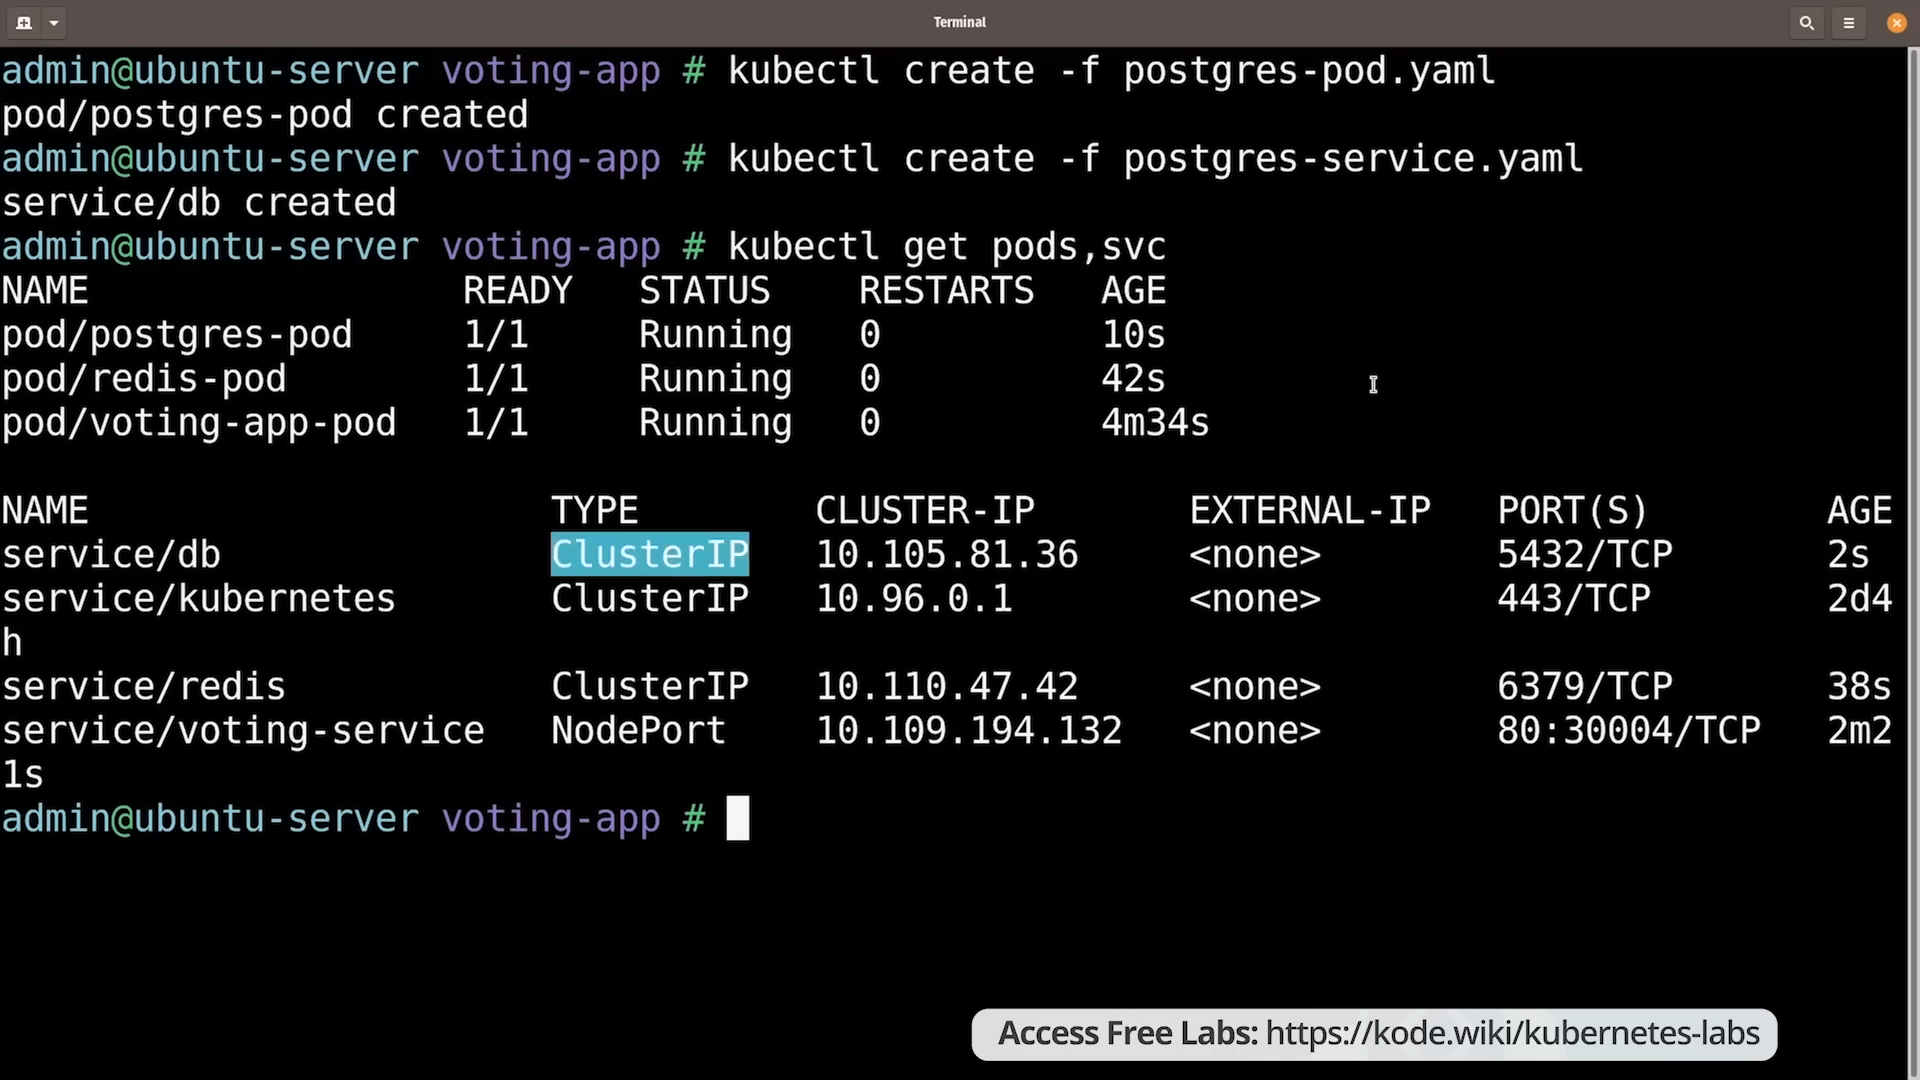 Terminal
admin@ubuntu-server voting-app # kubectl create -f postgres-pod.yaml
pod/postgres-pod created
admin@ubuntu-server voting-app # kubectl create -f postgres-service.yaml
service/db created
admin@ubuntu-server voting-app # kubectl get pods,svc
NAME READY STATUS RESTARTS AGE
pod/postgres-pod 1/1 Running 0 10s
pod/redis-pod 1/1 Running 0 42s
pod/voting-app-pod 1/1 Running 0 4m34s
NAME TYPE CLUSTER-IP EXTERNAL-IP PORT(S) AGE
service/db ClusterIP 10.105.81.36 <none> 5432/TCP 2s
service/kubernetes ClusterIP 10.96.0.1 <none> 443/TCP 2d4
h
service/redis ClusterIP 10.110.47.42 <none> 6379/TCP 38s
service/voting-service NodePort 10.109.194.132 <none> 80:30004/TCP 2m2
1s
admin@ubuntu-server voting-app #
Access Free Labs: https://kode.wiki/kubernetes-labs